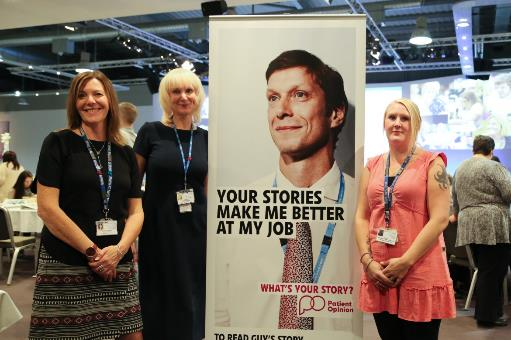 YOUR STORIES
MAKE ME BETTER
AT MY JOB
WHAT'S YOUR STORY?
Patient
Opinion
TO READ GUY'S STORY